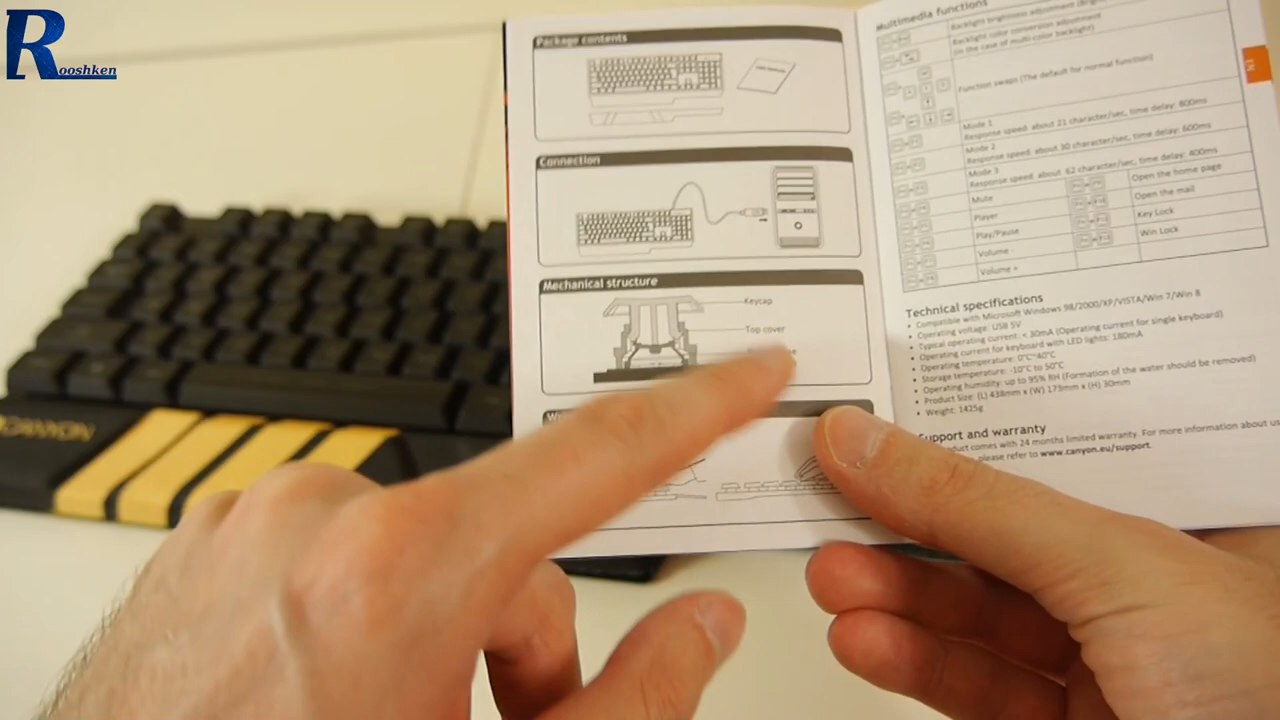 Rooshken
Package contents
Connection
Mechanical structure
Keycap
Top cover
CANYON
Multimedia functions
Backlight brightness adjustment
Backlight color conversion adjustment
(in the case of multi-color backlight)
Function swaps (The default for normal function)
Mode 1
Response speed: about 21 character/sec, time delay: 800ms
Mode 2
Response speed: about 30 character/sec, time delay: 600ms
Mode 3
Response speed: about 62 character/sec, time delay: 400ms
Mute
Open the home page
Player
Open the mail
Play/Pause
Key Lock
Volume -
Win Lock
Volume +
EN
Technical specifications
• Compatible with Microsoft Windows 98/2000/XP/VISTA/Win 7/Win 8
• Operating voltage: USB 5V
• Typical operating current: < 30mA (Operating current for single keyboard)
• Operating current for keyboard with LED lights: 180mA
• Operating temperature: 0°C~40°C
• Storage temperature: -10°C to 50°C
• Operating humidity: up to 95% RH (Formation of the water should be removed)
• Product Size: (L) 438mm x (W) 173mm x (H) 30mm
• Weight: 1425g
Support and warranty
product comes with 24 months limited warranty. For more information about
please refer to www.canyon.eu/support.